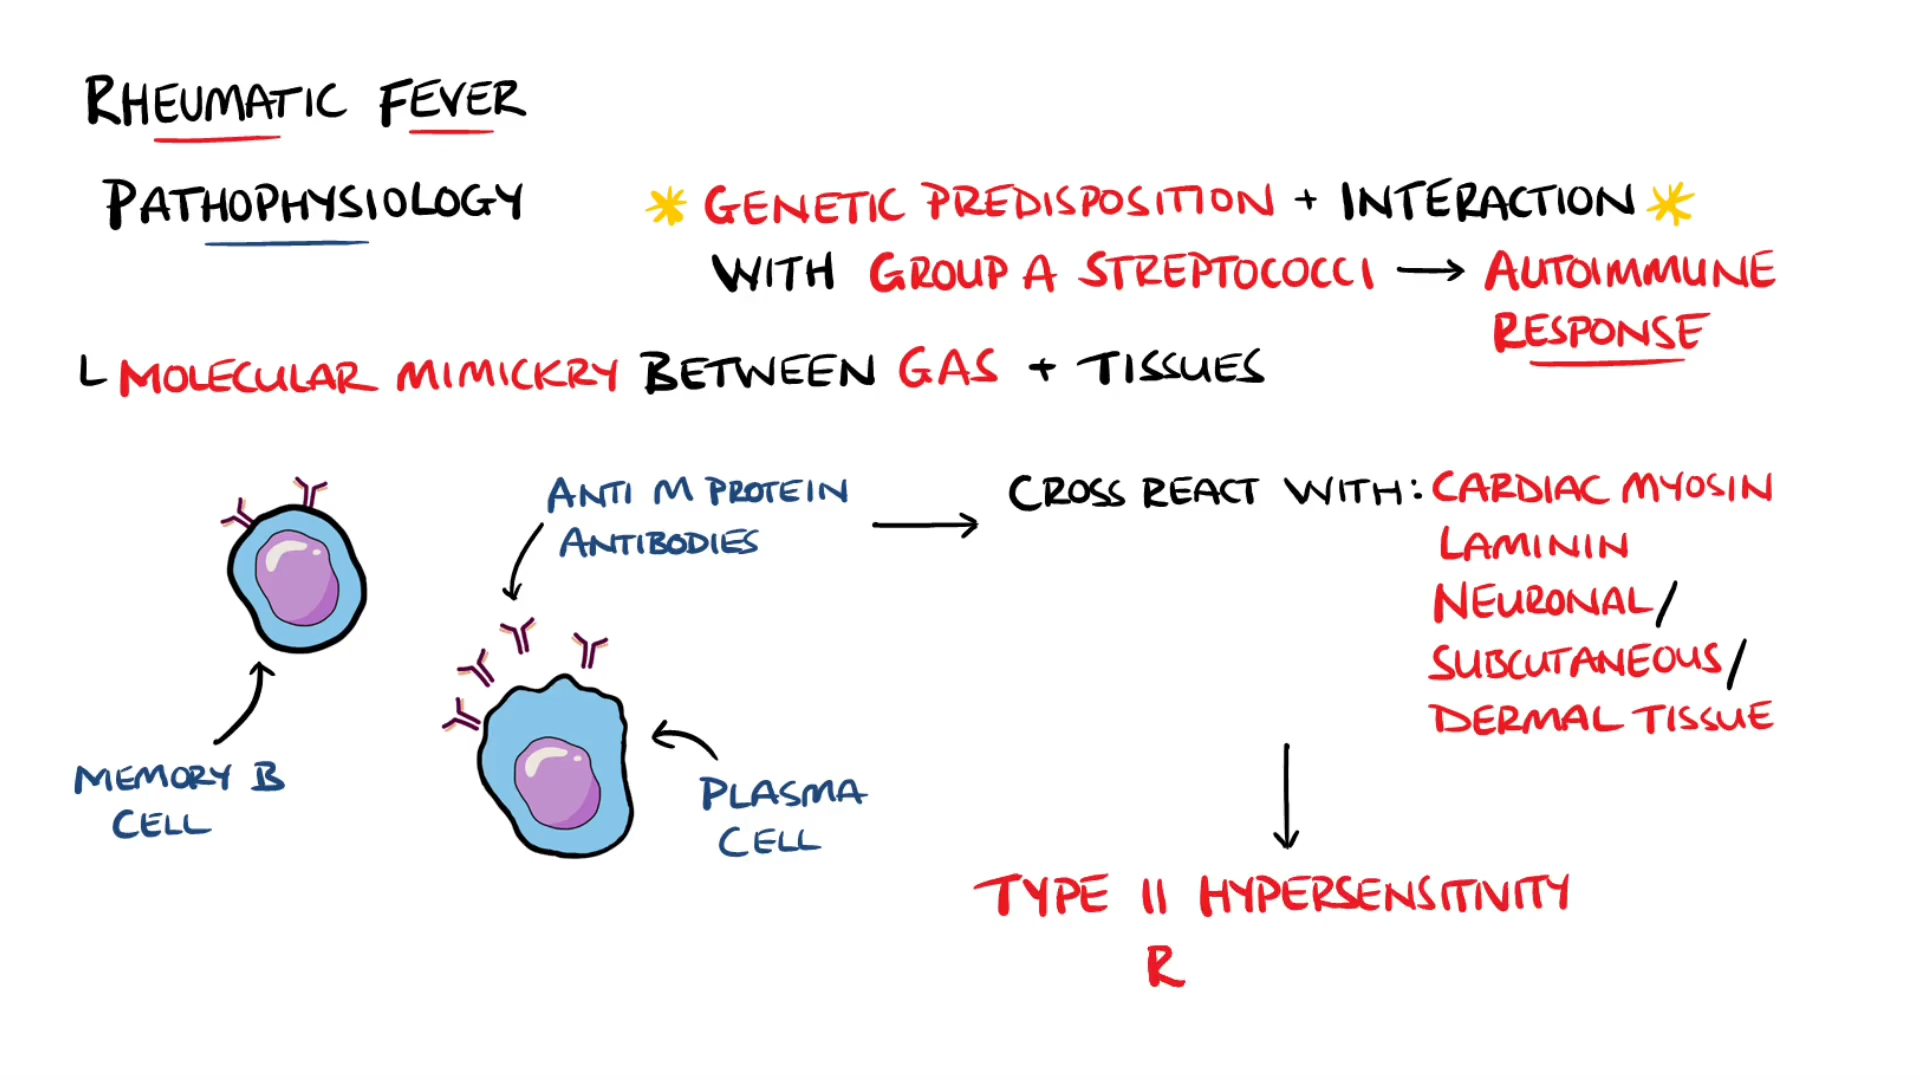 RHEUMATIC FEVER
PATHOPHYSIOLOGY
* GENETIC PREDISPOSITION + INTERACTION *
WITH GROUP A STREPTOCOCCI → AUTOIMMUNE
RESPONSE
L MOLECULAR MIMICKRY BETWEEN GAS + TISSUES
ANTI M PROTEIN
ANTIBODIES
CROSS REACT WITH: CARDIAC MYOSIN
LAMININ
NEURONAL/
SUBCUTANEOUS/
DERMAL TISSUE
MEMORY B
CELL
PLASMA
CELL
TYPE II HYPERSENSITIVITY
R